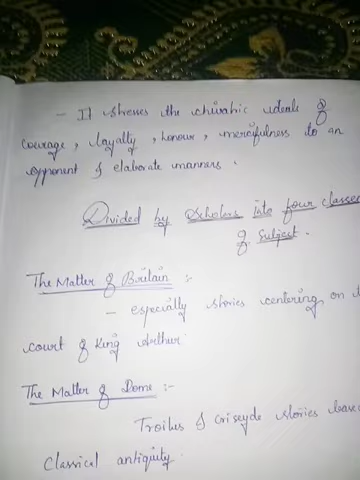 - It stresses the chivalric ideals of
courage, loyalty, honour, mercifulness to an
opponent & elaborate manners.
Divided by Scholars into four classes
of Subject.
The Matter of Britain :-
- especially stories centering on
court of King Arthur.
The Matter of Rome :-
Troilus & criseyde stories
Classical antiquity.